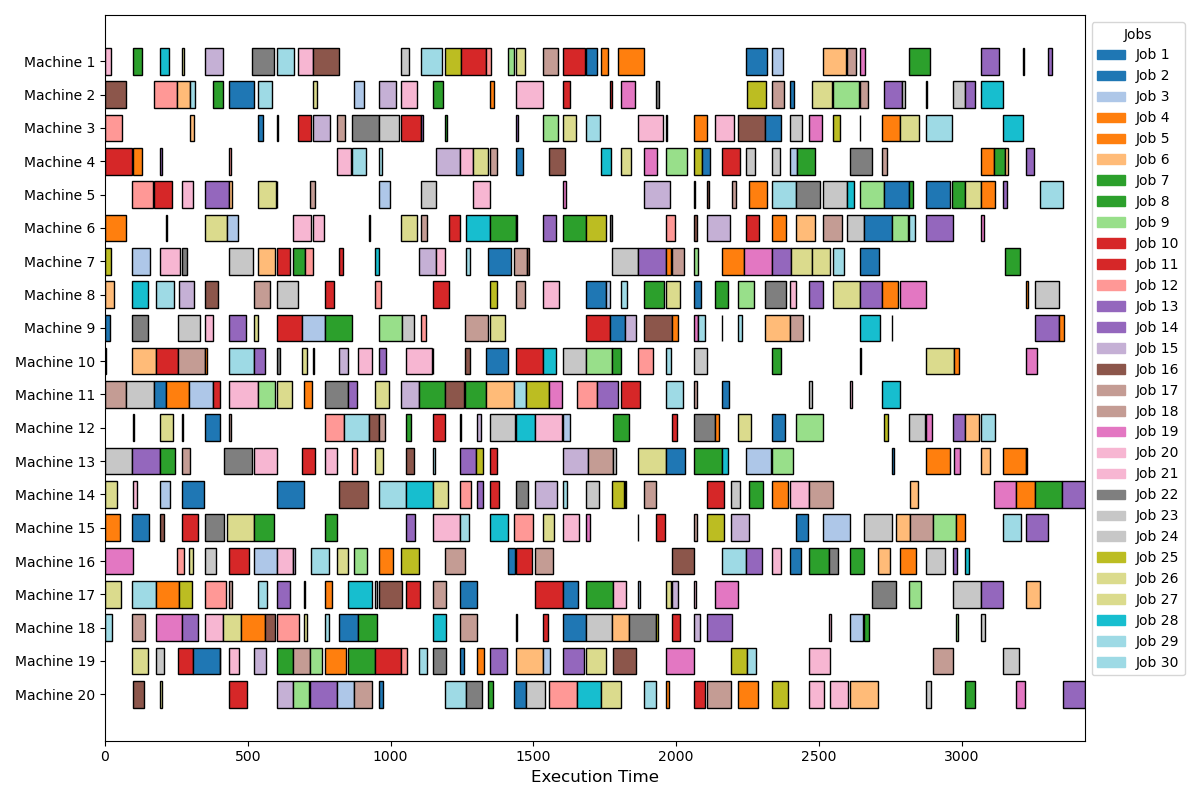 Machine 1
Machine 2
Machine 3
Machine 4
Machine 5
Machine 6
Machine 7
Machine 8
Machine 9
Machine 10
Machine 11
Machine 12
Machine 13
Machine 14
Machine 15
Machine 16
Machine 17
Machine 18
Machine 19
Machine 20
0 500 1000 1500 2000 2500 3000
Execution Time
Jobs
Job 1
Job 2
Job 3
Job 4
Job 5
Job 6
Job 7
Job 8
Job 9
Job 10
Job 11
Job 12
Job 13
Job 14
Job 15
Job 16
Job 17
Job 18
Job 19
Job 20
Job 21
Job 22
Job 23
Job 24
Job 25
Job 26
Job 27
Job 28
Job 29
Job 30